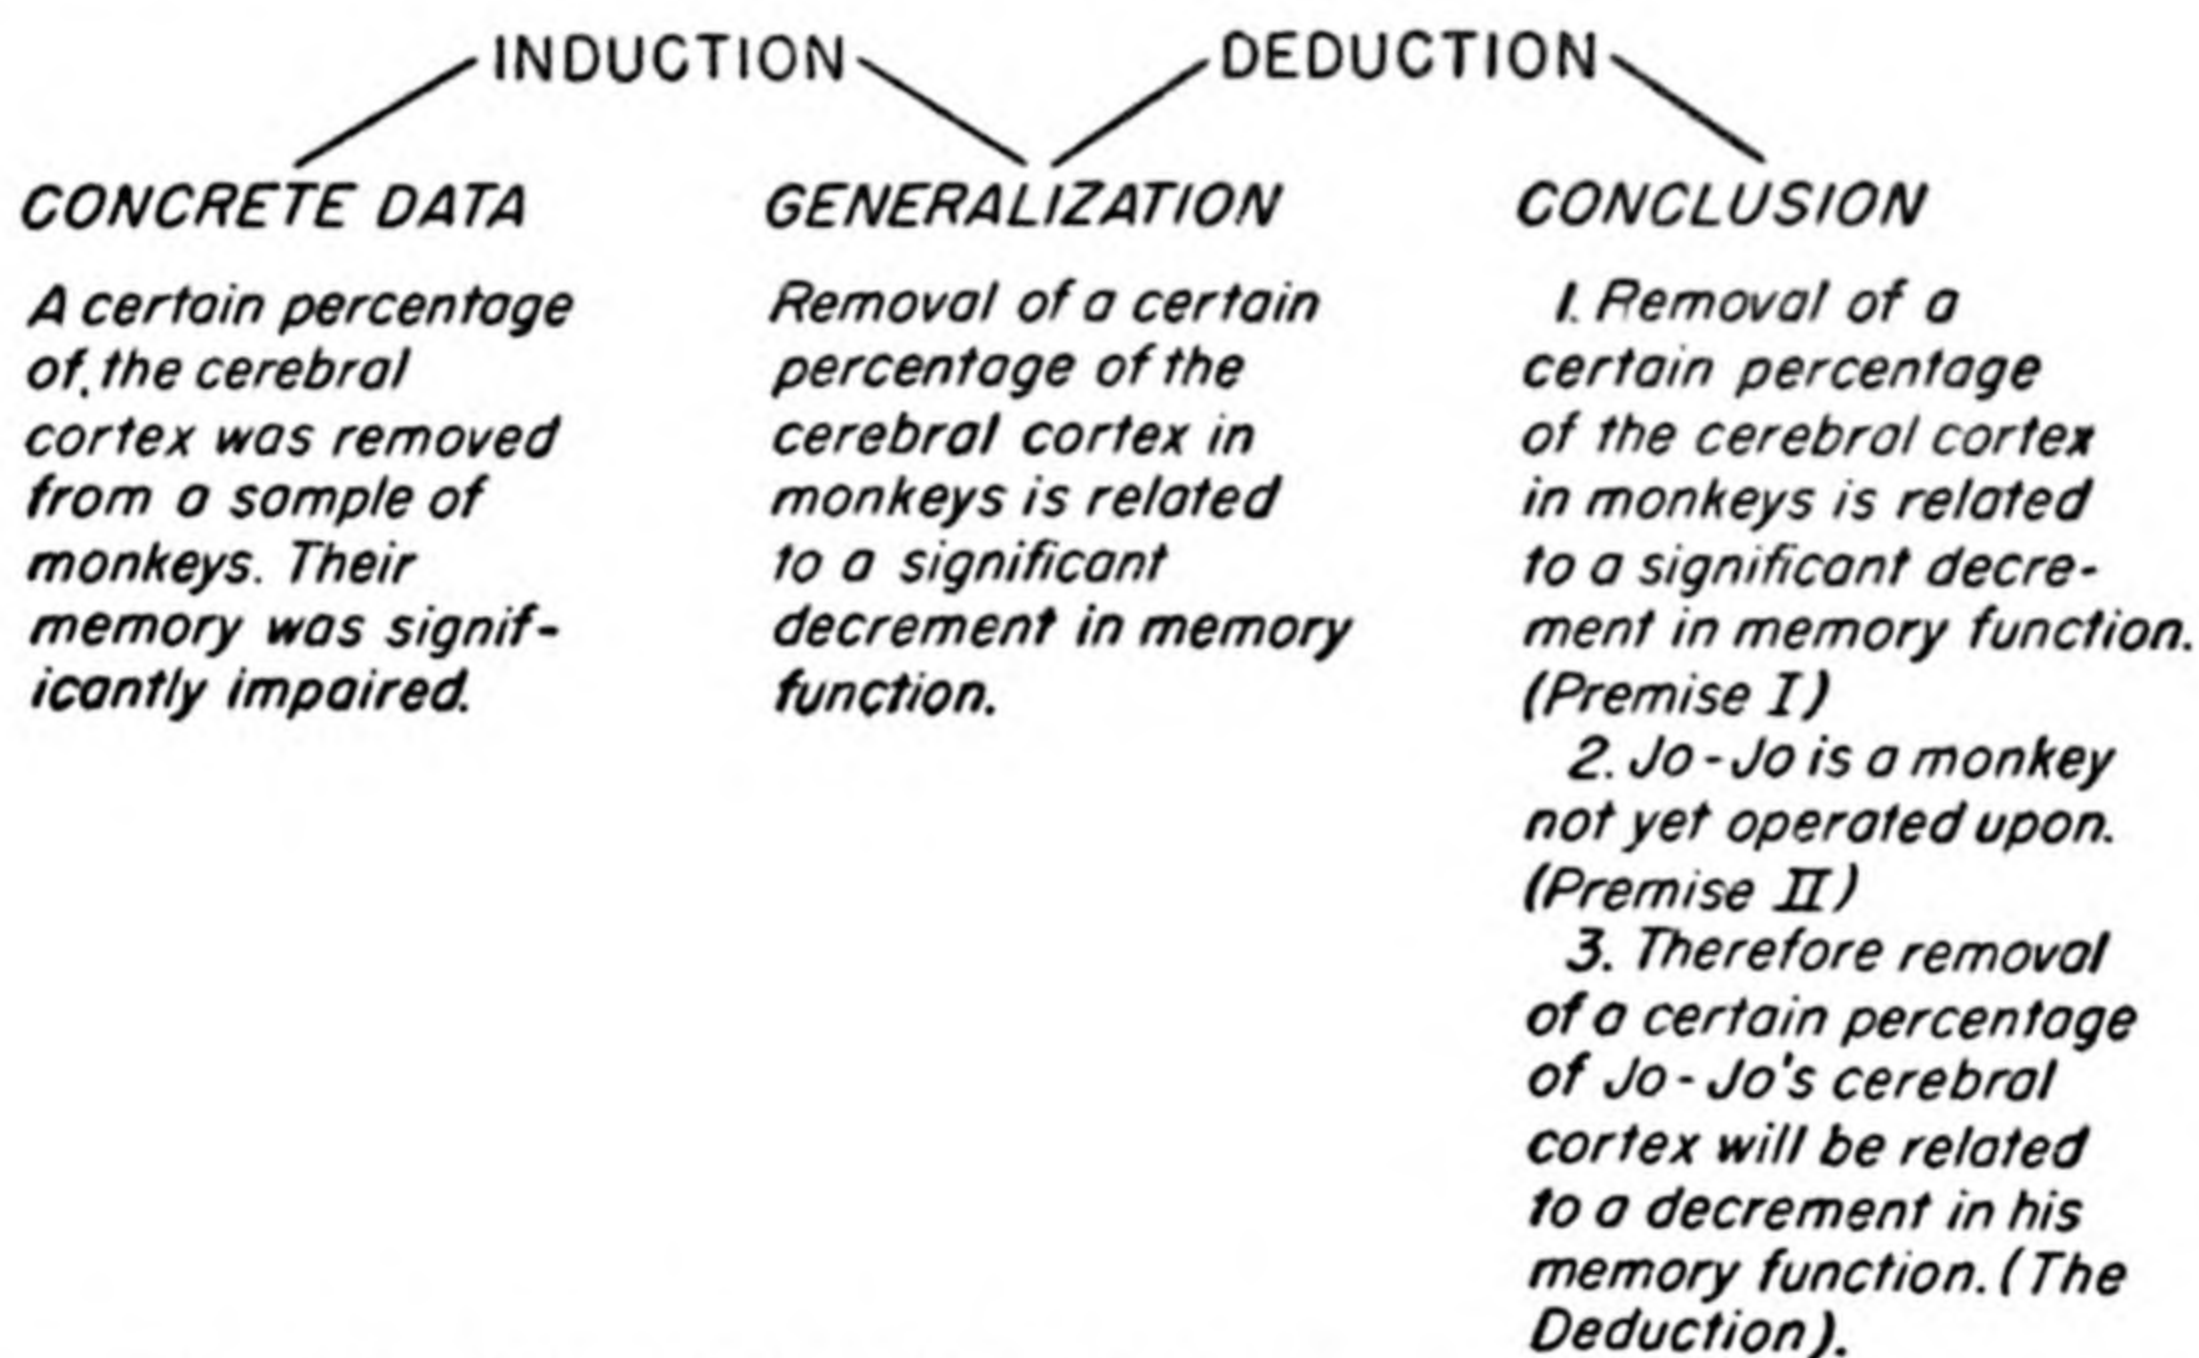 INDUCTION
DEDUCTION
CONCRETE DATA
A certain percentage
of the cerebral
cortex was removed
from a sample of
monkeys. Their
memory was signif-
icantly impaired.
GENERALIZATION
Removal of a certain
percentage of the
cerebral cortex in
monkeys is related
to a significant
decrement in memory
function.
CONCLUSION
1. Removal of a
certain percentage
of the cerebral cortex
in monkeys is related
to a significant decre-
ment in memory function.
(Premise I)
2. Jo-Jo is a monkey
not yet operated upon.
(Premise II)
3. Therefore removal
of a certain percentage
of Jo-Jo's cerebral
cortex will be related
to a decrement in his
memory function. (The
Deduction).